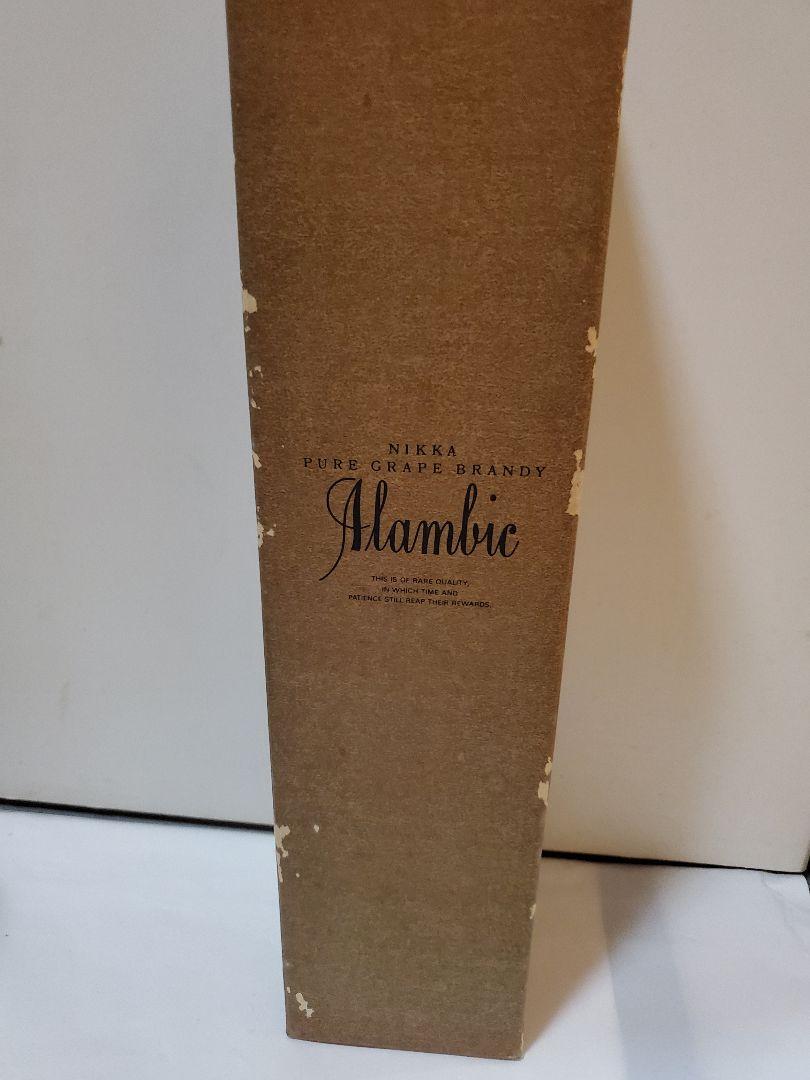 NIKKA
PURE GRAPE BRANDY
Alambic
THIS IS OF RARE QUALITY,
IN WHICH TIME AND
PATIENCE STILL REAP THEIR REWARDS.